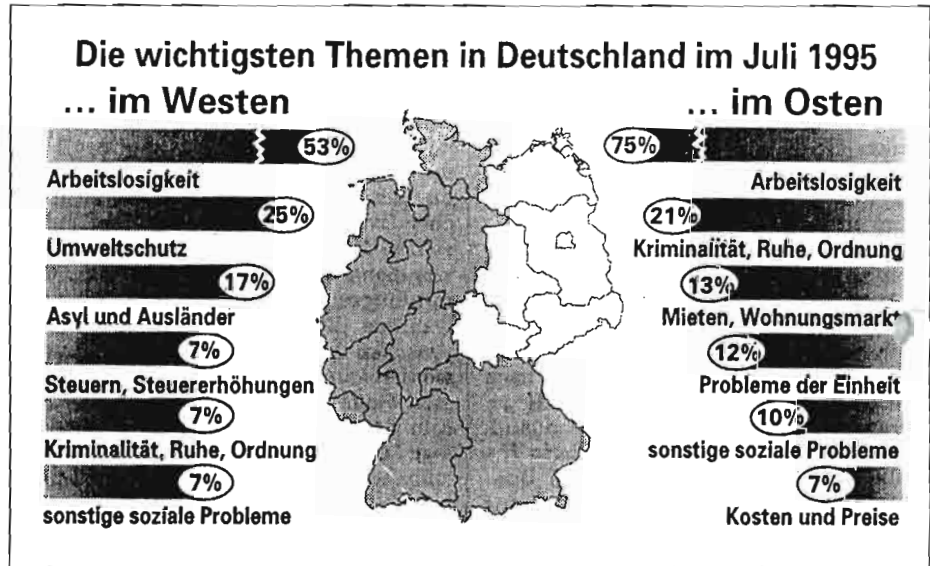 Die wichtigsten Themen in Deutschland im Juli 1995
... im Westen
53%
Arbeitslosigkeit
25%
Umweltschutz
17%
Asyl und Ausländer
7%
Steuern, Steuererhöhungen
7%
Kriminalität, Ruhe, Ordnung
7%
sonstige soziale Probleme
... im Osten
75%
Arbeitslosigkeit
21%
Kriminalität, Ruhe, Ordnung
13%
Mieten, Wohnungsmarkt
12%
Probleme der Einheit
10%
sonstige soziale Probleme
7%
Kosten und Preise